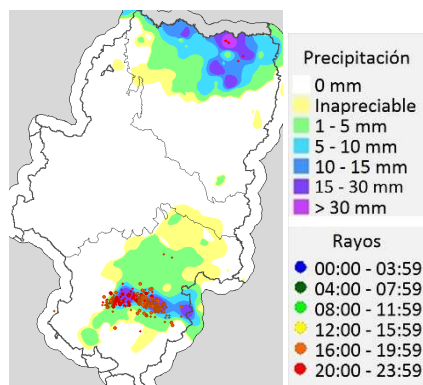 Precipitación
0 mm
Inapreciable
1 - 5 mm
5 - 10 mm
10 - 15 mm
15 - 30 mm
> 30 mm
Rayos
00:00 - 03:59
04:00 - 07:59
08:00 - 11:59
12:00 - 15:59
16:00 - 19:59
20:00 - 23:59